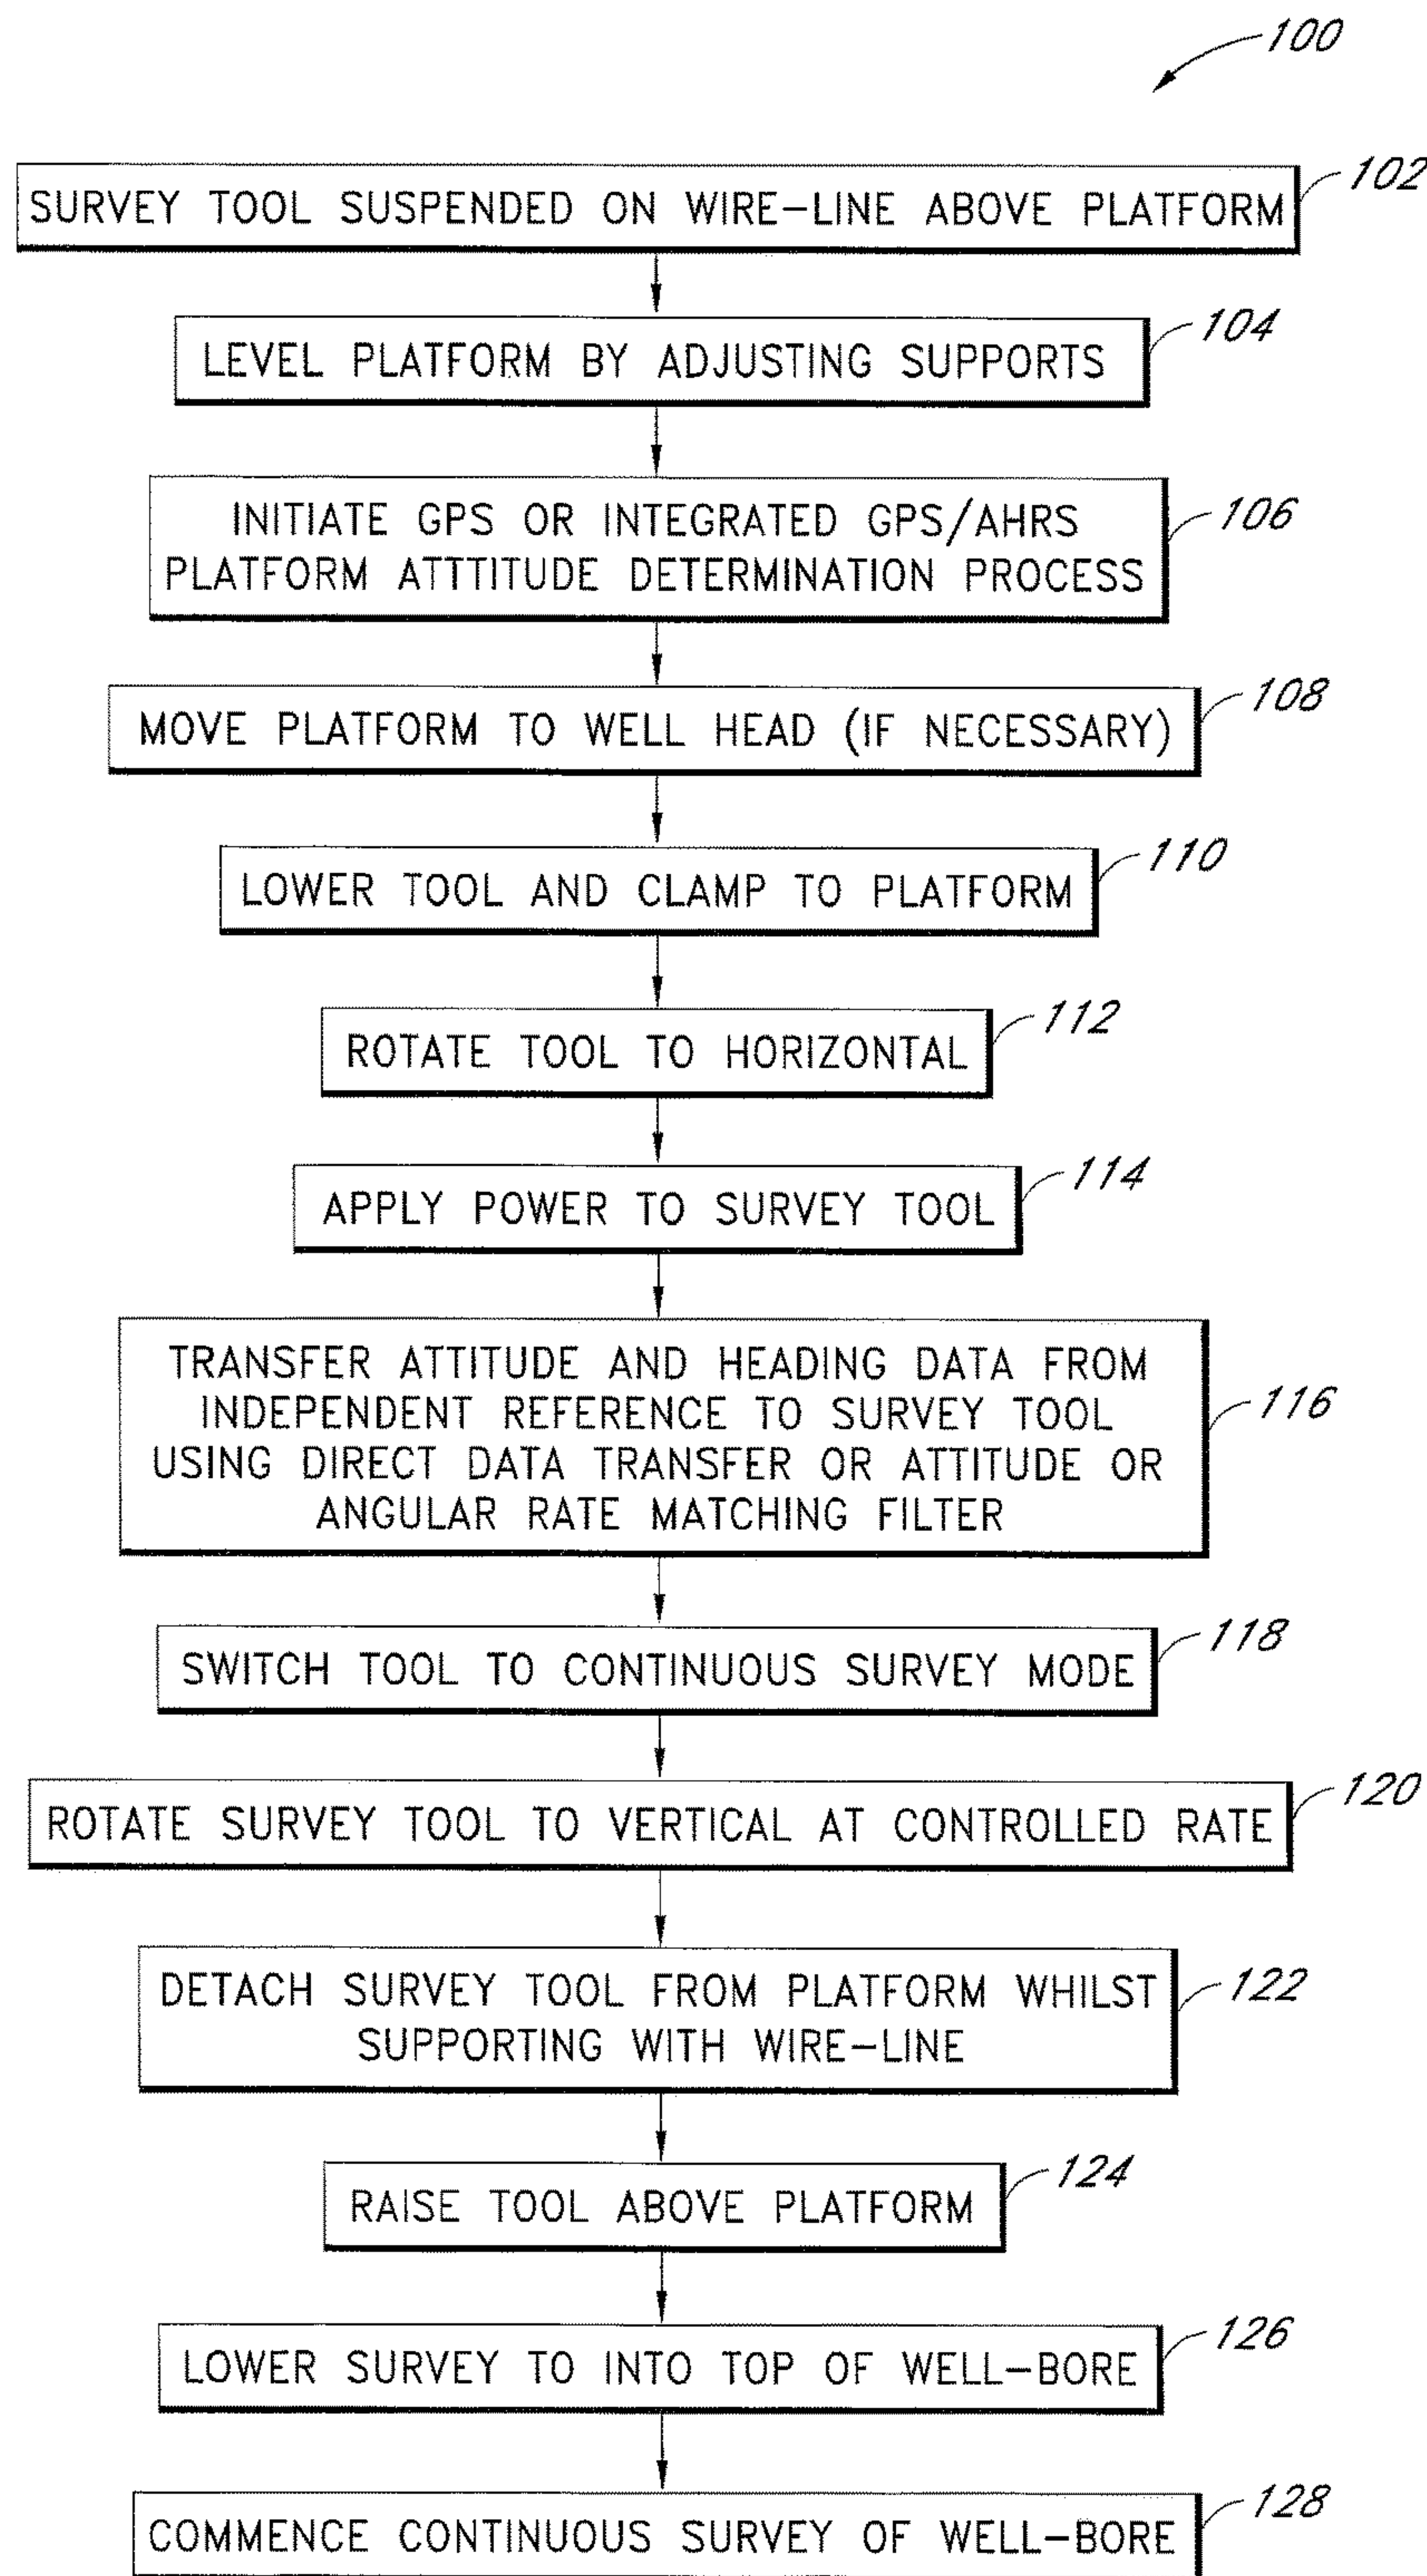 100
SURVEY TOOL SUSPENDED ON WIRE-LINE ABOVE PLATFORM
102
LEVEL PLATFORM BY ADJUSTING SUPPORTS
104
INITIATE GPS OR INTEGRATED GPS/AHRS
PLATFORM ATTTITUDE DETERMINATION PROCESS
106
MOVE PLATFORM TO WELL HEAD (IF NECESSARY)
108
LOWER TOOL AND CLAMP TO PLATFORM
110
ROTATE TOOL TO HORIZONTAL
112
APPLY POWER TO SURVEY TOOL
114
TRANSFER ATTITUDE AND HEADING DATA FROM
INDEPENDENT REFERENCE TO SURVEY TOOL
USING DIRECT DATA TRANSFER OR ATTITUDE OR
ANGULAR RATE MATCHING FILTER
116
SWITCH TOOL TO CONTINUOUS SURVEY MODE
118
ROTATE SURVEY TOOL TO VERTICAL AT CONTROLLED RATE
120
DETACH SURVEY TOOL FROM PLATFORM WHILST
SUPPORTING WITH WIRE-LINE
122
RAISE TOOL ABOVE PLATFORM
124
LOWER SURVEY TO INTO TOP OF WELL-BORE
126
COMMENCE CONTINUOUS SURVEY OF WELL-BORE
128